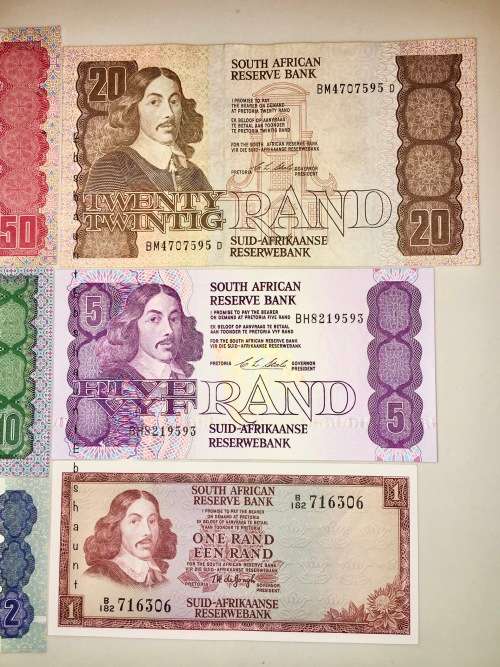 50
20
SOUTH AFRICAN
RESERVE BANK
BM4707595 D
I PROMISE TO PAY
THE BEARER ON DEMAND
AT PRETORIA TWENTY RAND
EK BELOOF OP AANVRAAG TE
BETAAL AAN TOONDER
TE PRETORIA TWINTIG RAND
FOR THE SOUTH AFRICAN RESERVE BANK
VIR DIE SUID-AFRIKAANSE RESERWEBANK
PRETORIA
GOVERNOR
PRESIDENT
TWENTY
TWINTIG
RAND
20
BM4707595 D
SUID-AFRIKAANSE
RESERWEBANK
10
5
SOUTH AFRICAN
RESERVE BANK
I PROMISE TO PAY THE BEARER
ON DEMAND AT PRETORIA FIVE RAND
BH8219593
EK BELOOF OP AANVRAAG TE BETAAL
AAN TOONDER TE PRETORIA VYF RAND
FOR THE SOUTH AFRICAN RESERVE BANK
VIR DIE SUID-AFRIKAANSE RESERWEBANK
PRETORIA
GOVERNOR
PRESIDENT
FIVE
VYF
RAND
5
BH8219593
SUID-AFRIKAANSE
RESERWEBANK
2
SOUTH AFRICAN
RESERVE BANK
B/182 716306
1
I PROMISE TO PAY THE BEARER
ON DEMAND AT PRETORIA
EK BELOOF OP AANVRAAG TE BETAAL
AAN TOONDER TE PRETORIA
ONE RAND
EEN RAND
FOR THE SOUTH AFRICAN RESERVE BANK
VIR DIE SUID-AFRIKAANSE RESERWEBANK
PRETORIA
GOVERNOR
PRESIDENT
1
B/182 716306
SUID-AFRIKAANSE
RESERWEBANK